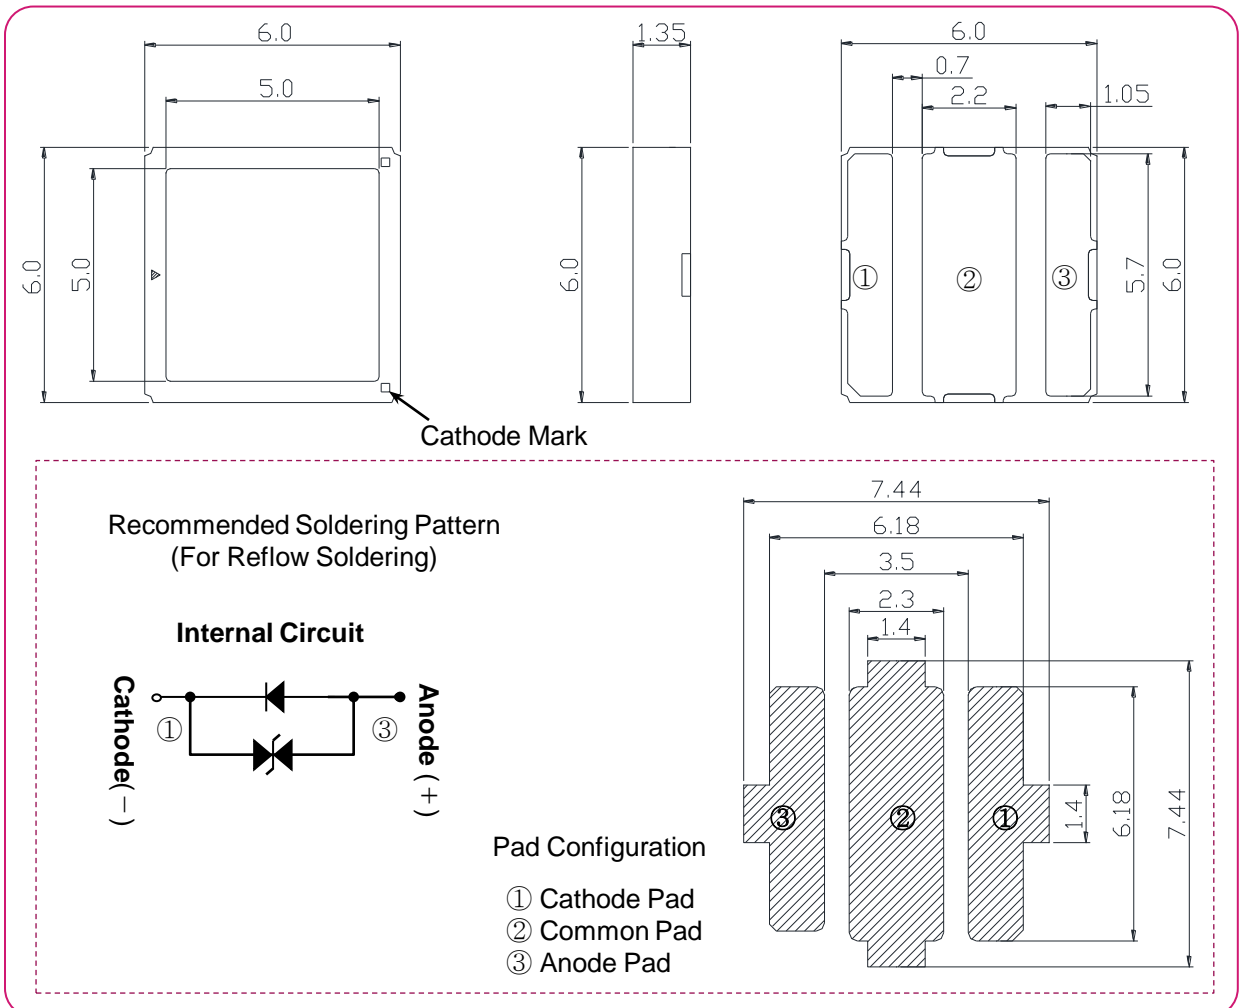 6.0
5.0
6.0
5.0
Cathode Mark
1.35
6.0
6.0
0.7
2.2
1.05
①
②
③
5.7
6.0
Recommended Soldering Pattern
(For Reflow Soldering)
Internal Circuit
Cathode(−)
①
③
Anode (+)
7.44
6.18
3.5
2.3
1.4
③
②
①
1.4
6.18
7.44
Pad Configuration
① Cathode Pad
② Common Pad
③ Anode Pad